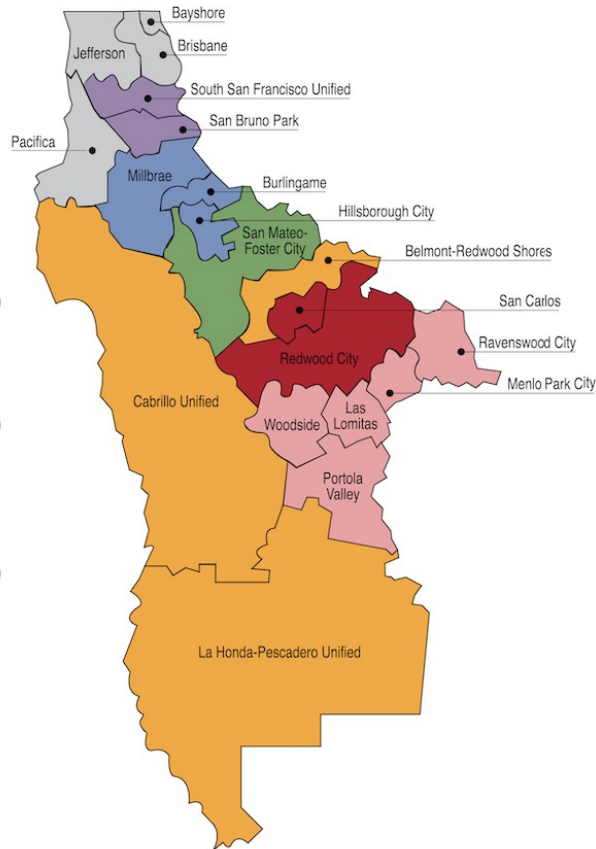 Bayshore
Jefferson
Brisbane
South San Francisco Unified
San Bruno Park
Pacifica
Millbrae
Burlingame
Hillsborough City
San Mateo-
Foster City
Belmont-Redwood Shores
San Carlos
Ravenswood City
Redwood City
Menlo Park City
Cabrillo Unified
Las
Lomitas
Woodside
Portola
Valley
La Honda-Pescadero Unified